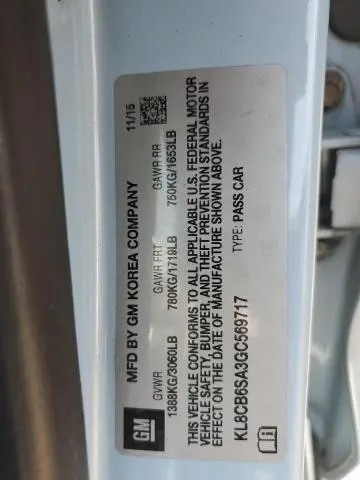 MFD BY GM KOREA COMPANY 11/15
GVWR GAWR FRT GAWR RR
1388KG/3060LB 780KG/1719LB 750KG/1653LB
THIS VEHICLE CONFORMS TO ALL APPLICABLE U.S. FEDERAL MOTOR
VEHICLE SAFETY, BUMPER, AND THEFT PREVENTION STANDARDS IN
EFFECT ON THE DATE OF MANUFACTURE SHOWN ABOVE.
KL8CB6SA3GC569717 TYPE: PASS CAR
GM